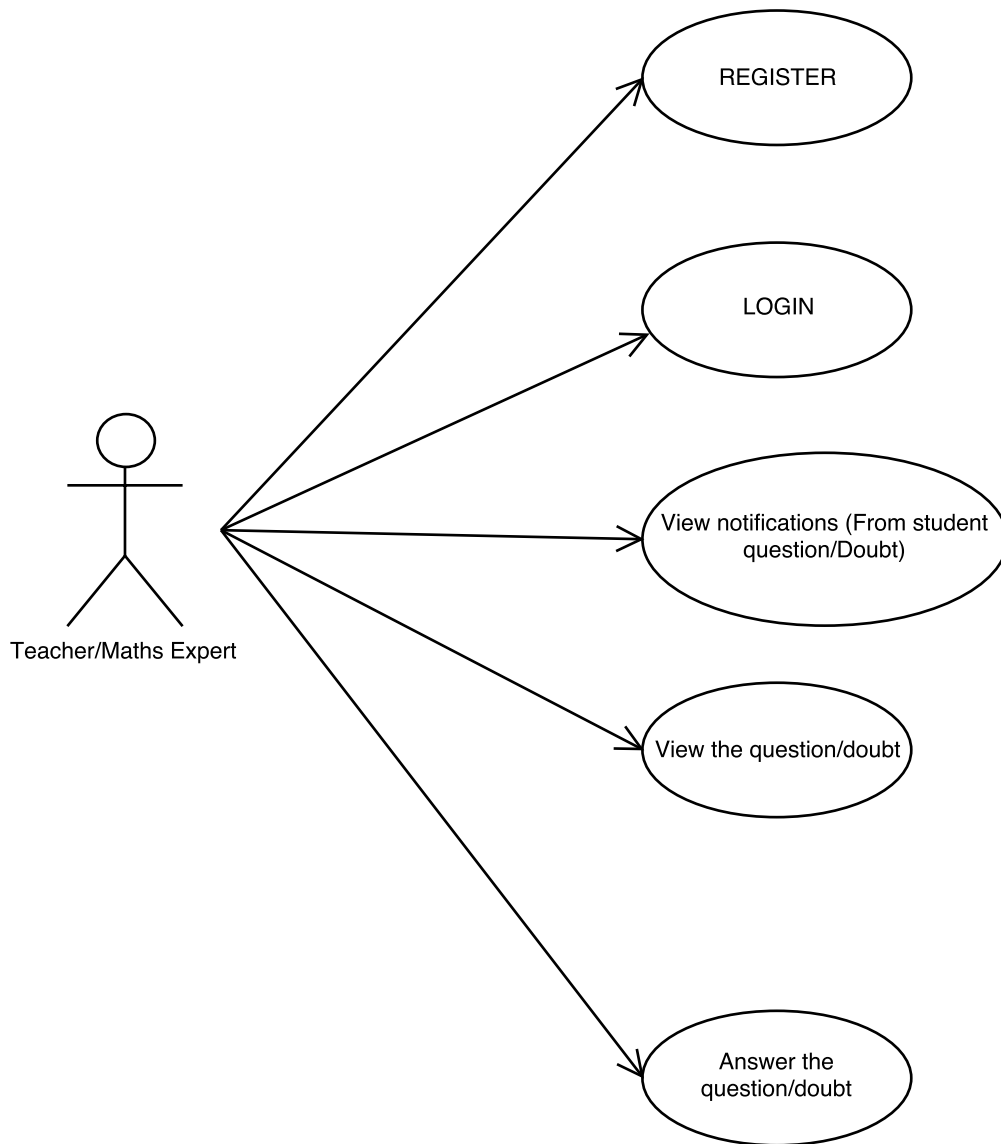 REGISTER
LOGIN
View notifications (From student
question/Doubt)
Teacher/Maths Expert
View the question/doubt
Answer the
question/doubt